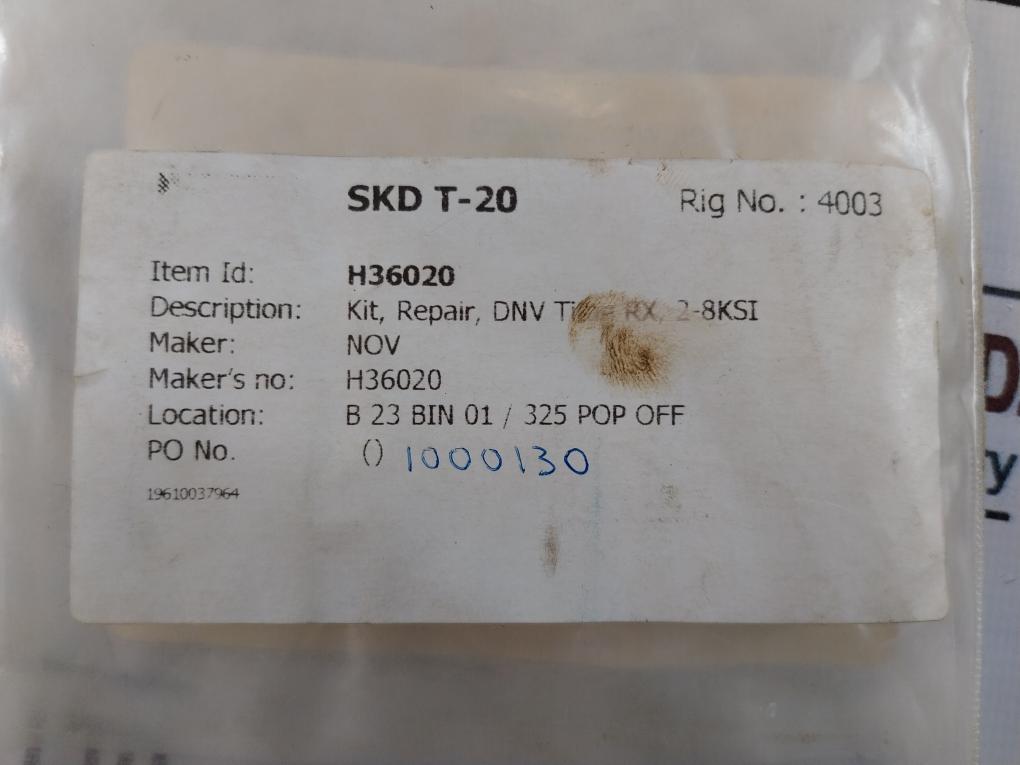 SKD T-20
Rig No. : 4003
Item Id: H36020
Description: Kit, Repair, DNV RX, 2-8KSI
Maker: NOV
Maker's no: H36020
Location: B 23 BIN 01 / 325 POP OFF
PO No. () 1000130
19610037964